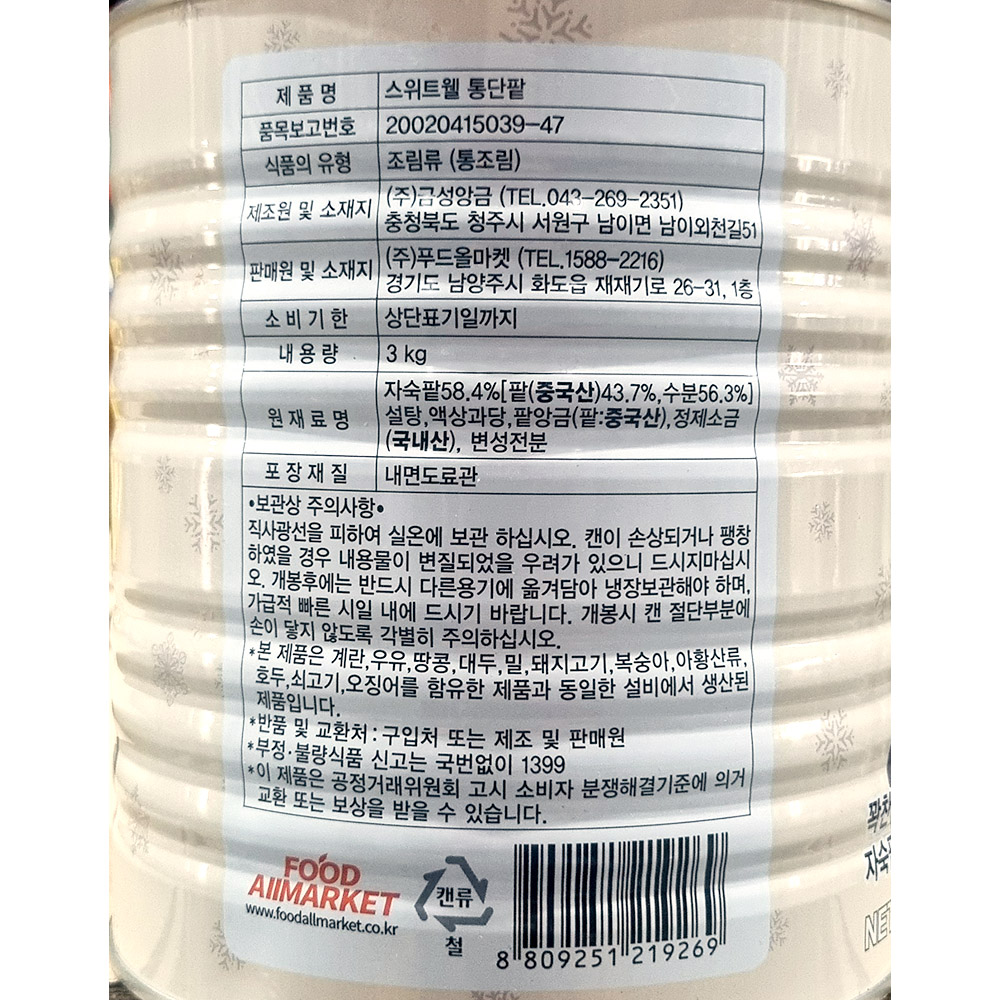 제품명 스위트웰 통단팥
품목보고번호 20020415039-47
식품의 유형 조림류 (통조림)
제조원 및 소재지 (주)금성앙금 (TEL.043-269-2351)
충청북도 청주시 서원구 남이면 남이외천길51
판매원 및 소재지 (주)푸드올마켓 (TEL.1588-2216)
경기도 남양주시 화도읍 재재기로 26-31, 1층
소비기한 상단표기일까지
내용량 3 kg
원재료명 자숙팥58.4%[팥(중국산)43.7%,수분56.3%]
설탕,액상과당,팥앙금(팥:중국산),정제소금
(국내산), 변성전분
포장재질 내면도료관
•보관상 주의사항•
직사광선을 피하여 실온에 보관 하십시오. 캔이 손상되거나 팽창
하였을 경우 내용물이 변질되었을 우려가 있으니 드시지마십시
오. 개봉후에는 반드시 다른용기에 옮겨담아 냉장보관해야 하며,
가급적 빠른 시일 내에 드시기 바랍니다. 개봉시 캔 절단부분에
손이 닿지 않도록 각별히 주의하십시오.
*본 제품은 계란,우유,땅콩,대두,밀,돼지고기,복숭아,아황산류,
호두,쇠고기,오징어를 함유한 제품과 동일한 설비에서 생산된
제품입니다.
*반품 및 교환처 : 구입처 또는 제조 및 판매원
*부정·불량식품 신고는 국번없이 1399
*이 제품은 공정거래위원회 고시 소비자 분쟁해결기준에 의거
교환 또는 보상을 받을 수 있습니다.
FOOD
AllMARKET
www.foodallmarket.co.kr
캔류
철
8 809251 219269
꽉찬
자숙
NET